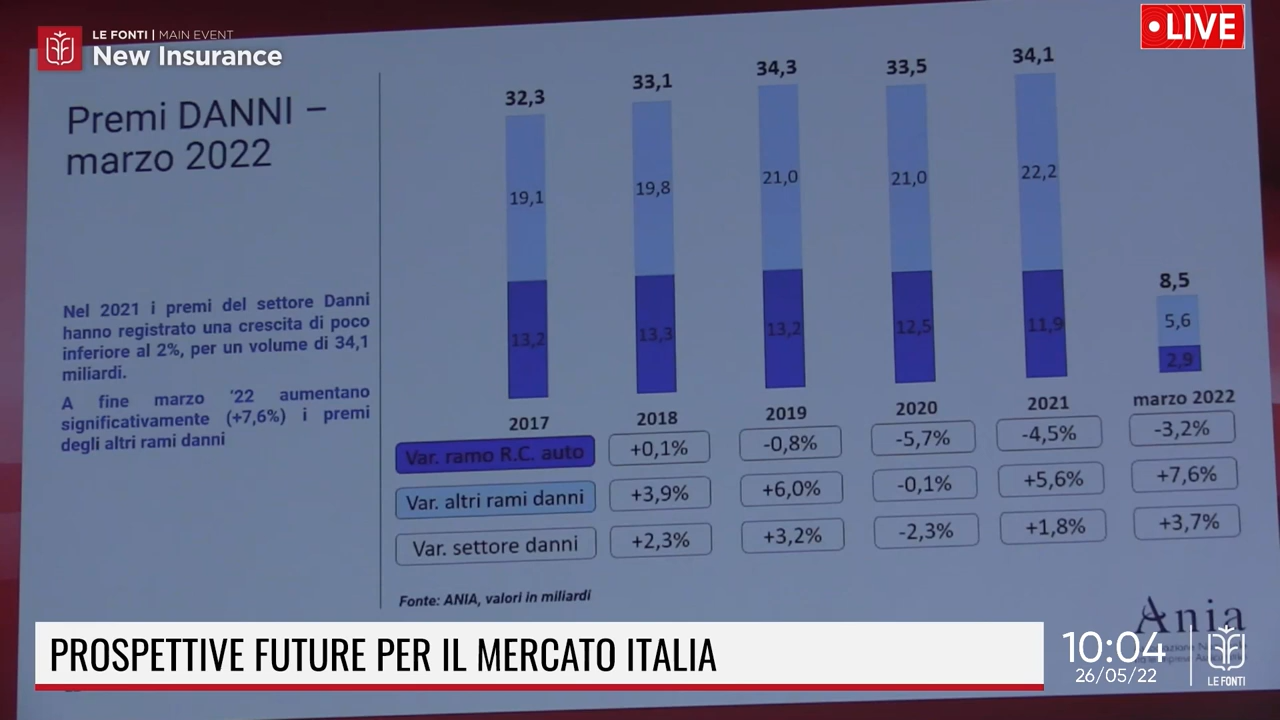 LE FONTI | MAIN EVENT
New Insurance
LIVE
Premi DANNI –
marzo 2022
Nel 2021 i premi del settore Danni
hanno registrato una crescita di poco
inferiore al 2%, per un volume di 34,1
miliardi.
A fine marzo '22 aumentano
significativamente (+7,6%) i premi
degli altri rami danni
32,3 33,1 34,3 33,5 34,1 8,5
19,1 19,8 21,0 21,0 22,2 5,6
13,2 13,3 13,2 12,5 11,9 2,9
2017 2018 2019 2020 2021 marzo 2022
Var. ramo R.C. auto +0,1% -0,8% -5,7% -4,5% -3,2%
Var. altri rami danni +3,9% +6,0% -0,1% +5,6% +7,6%
Var. settore danni +2,3% +3,2% -2,3% +1,8% +3,7%
Fonte: ANIA, valori in miliardi
Ania
PROSPETTIVE FUTURE PER IL MERCATO ITALIA
10:04
26/05/22
LE FONTI